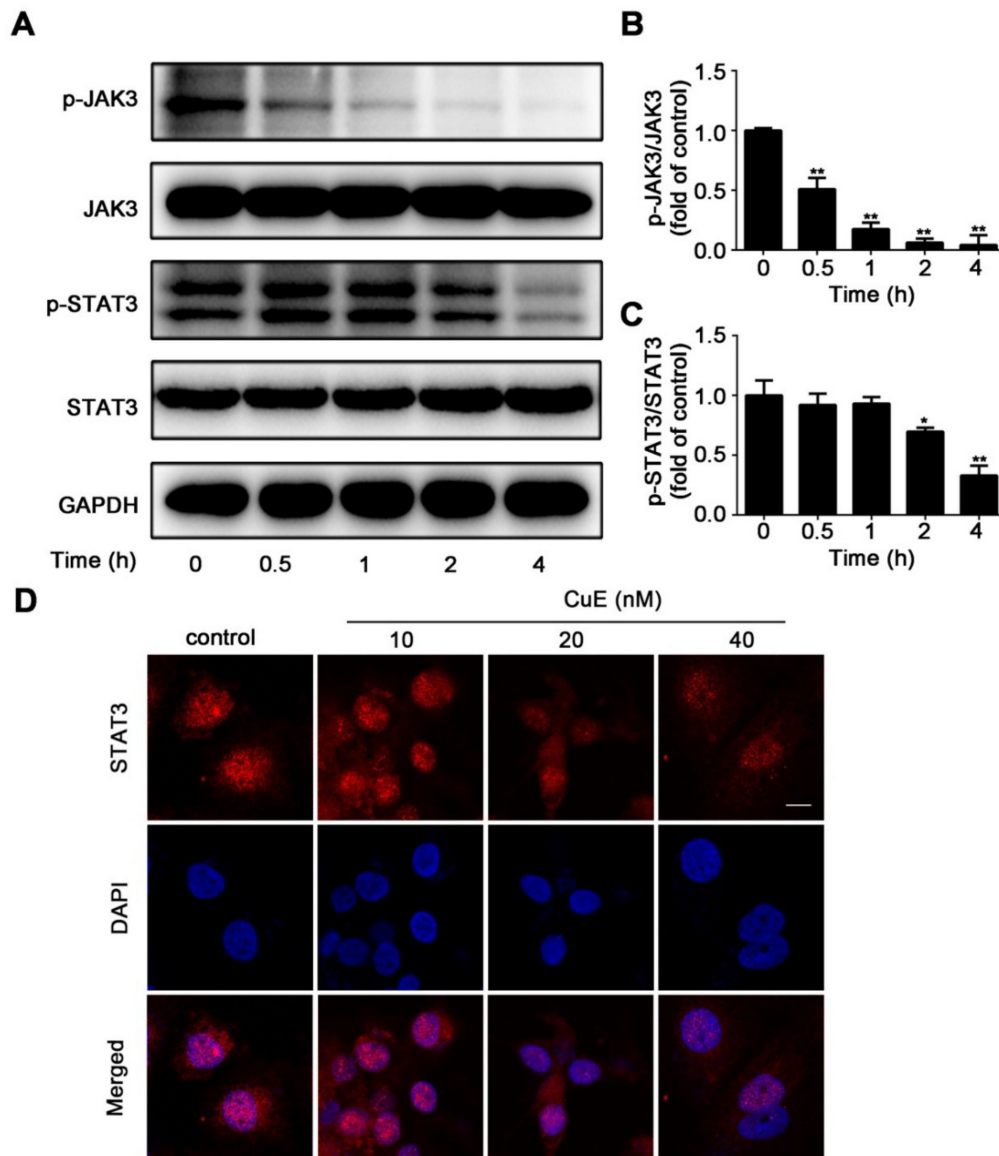 A
p-JAK3
JAK3
p-STAT3
STAT3
GAPDH
Time (h) 0 0.5 1 2 4
B
p-JAK3/JAK3
(fold of control)
1.5
1.0
0.5
0.0
** ** ** **
0 0.5 1 2 4
Time (h)
C
p-STAT3/STAT3
(fold of control)
1.5
1.0
0.5
0.0
* **
0 0.5 1 2 4
Time (h)
D
CuE (nM)
control 10 20 40
STAT3
DAPI
Merged